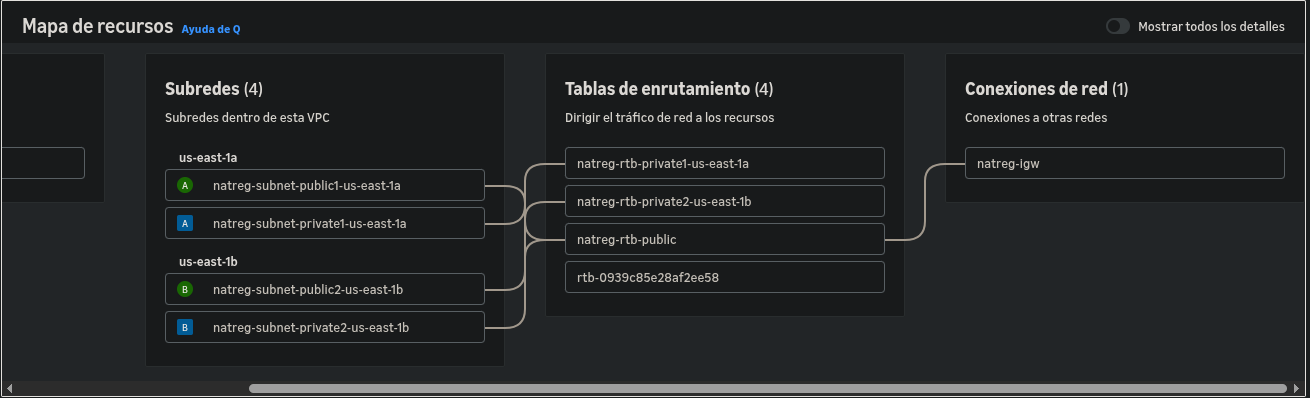 Mapa de recursos Ayuda de Q
Mostrar todos los detalles
Subredes (4)
Subredes dentro de esta VPC
us-east-1a
A natreg-subnet-public1-us-east-1a
A natreg-subnet-private1-us-east-1a
us-east-1b
B natreg-subnet-public2-us-east-1b
B natreg-subnet-private2-us-east-1b
Tablas de enrutamiento (4)
Dirigir el tráfico de red a los recursos
natreg-rtb-private1-us-east-1a
natreg-rtb-private2-us-east-1b
natreg-rtb-public
rtb-0939c85e28af2ee58
Conexiones de red (1)
Conexiones a otras redes
natreg-igw